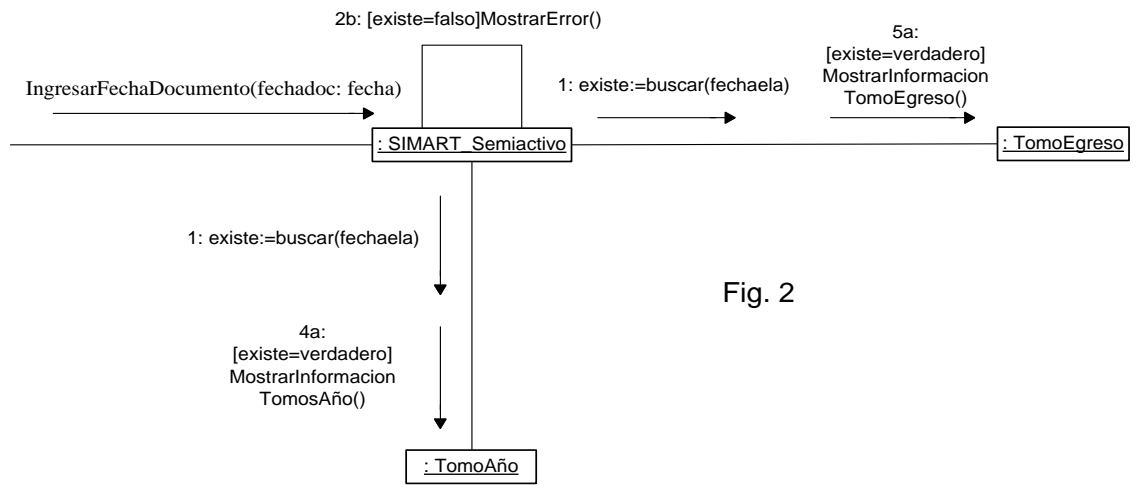 2b: [existe=falso]MostrarError()
5a:
[existe=verdadero]
MostrarInformacion
TomoEgreso()
IngresarFechaDocumento(fechadoc: fecha)
1: existe:=buscar(fechaela)
: SIMART_Semiactivo
: TomoEgreso
1: existe:=buscar(fechaela)
Fig. 2
4a:
[existe=verdadero]
MostrarInformacion
TomosAño()
: TomoAño